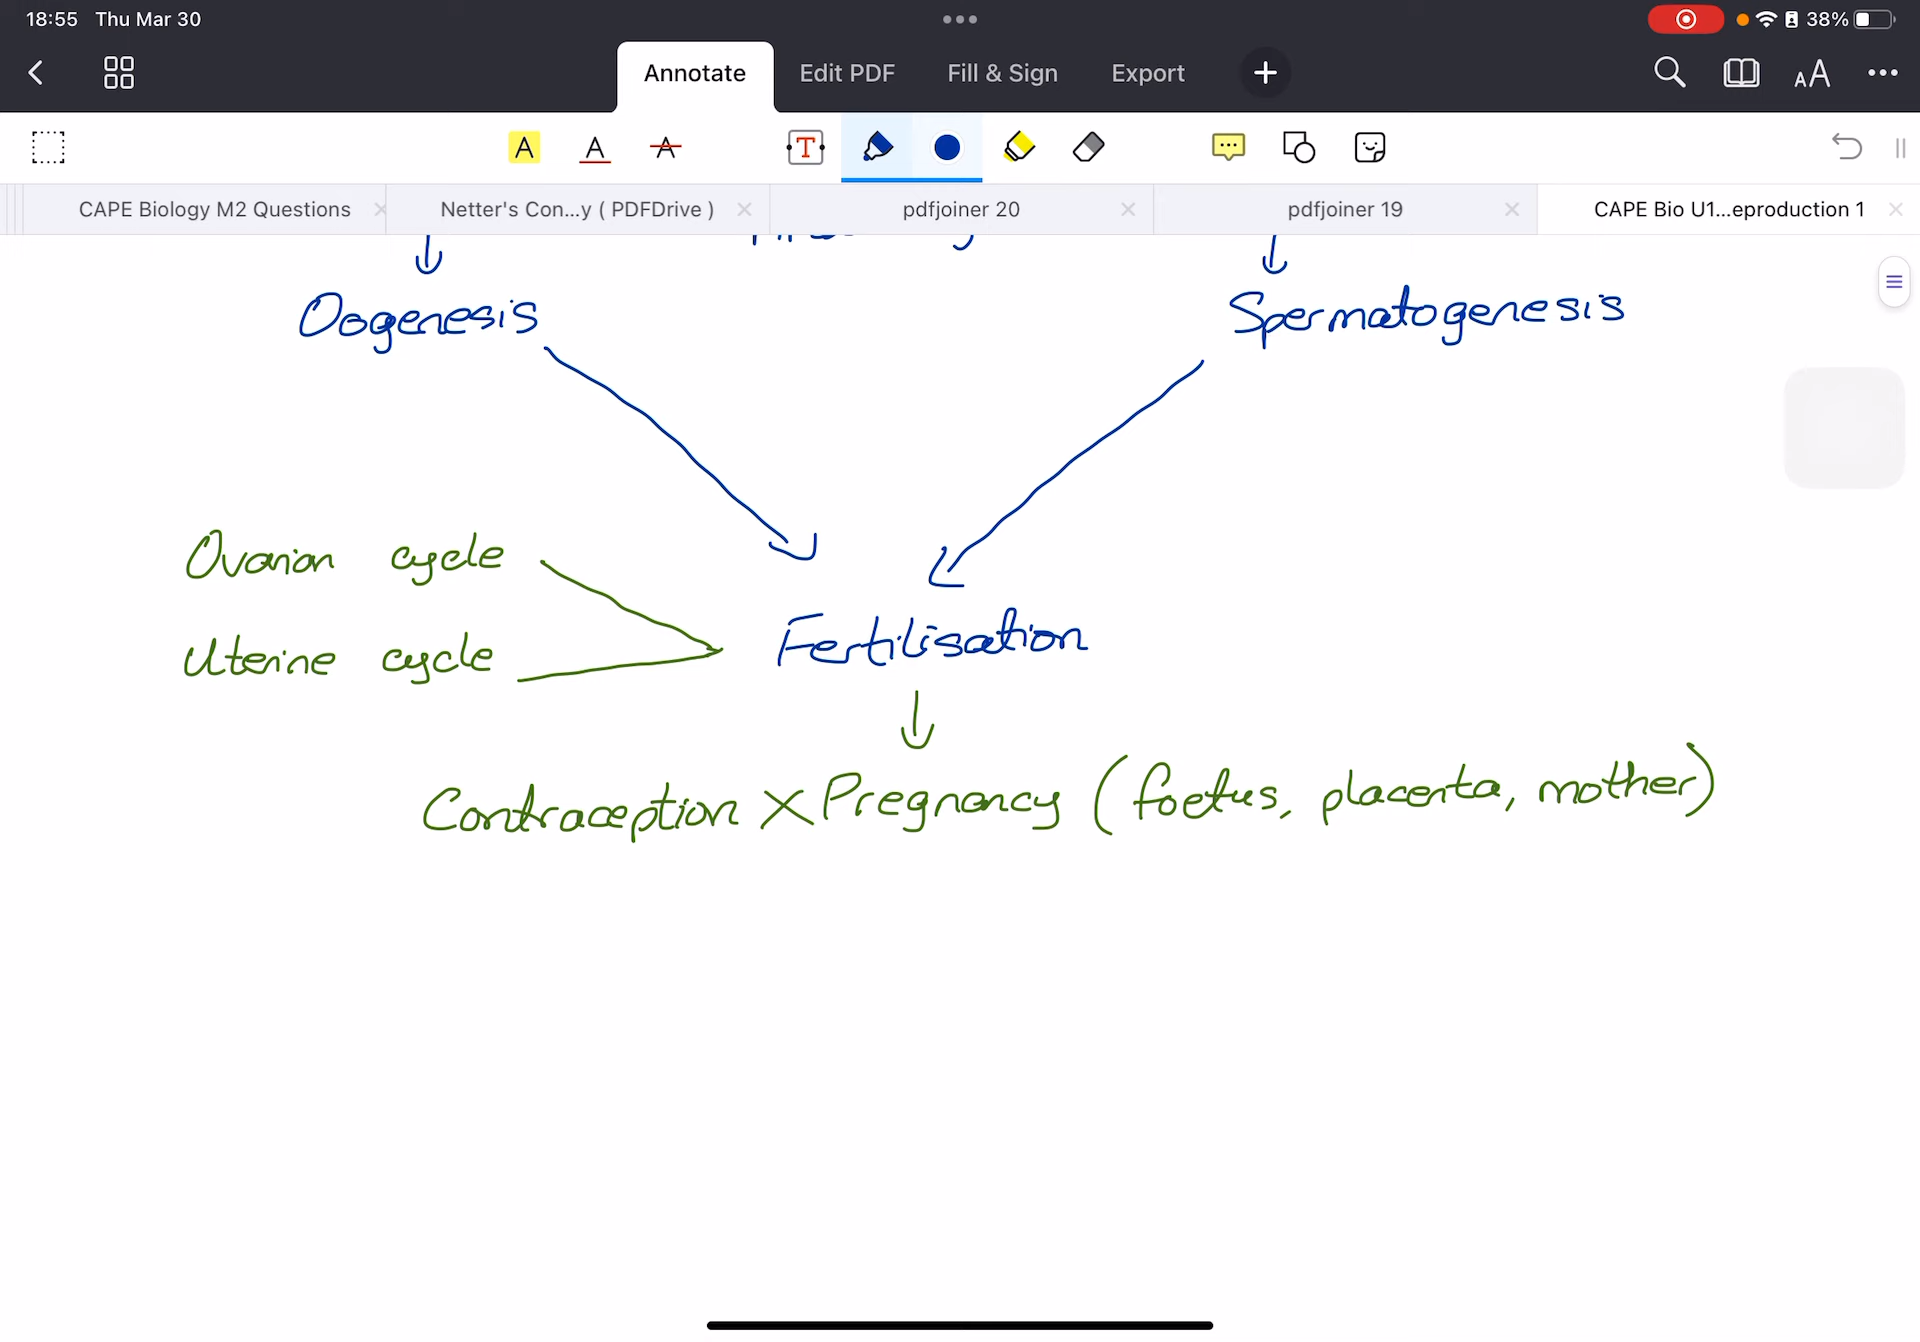 18:55 Thu Mar 30 38%
Annotate Edit PDF Fill & Sign Export
CAPE Biology M2 Questions Netter's Con...y ( PDFDrive ) pdfjoiner 20 pdfjoiner 19 CAPE Bio U1...eproduction 1
Oogenesis Spermatogenesis
Ovarian cycle
Uterine cycle Fertilisation
Contraception X Pregnancy (foetus, placenta, mother)